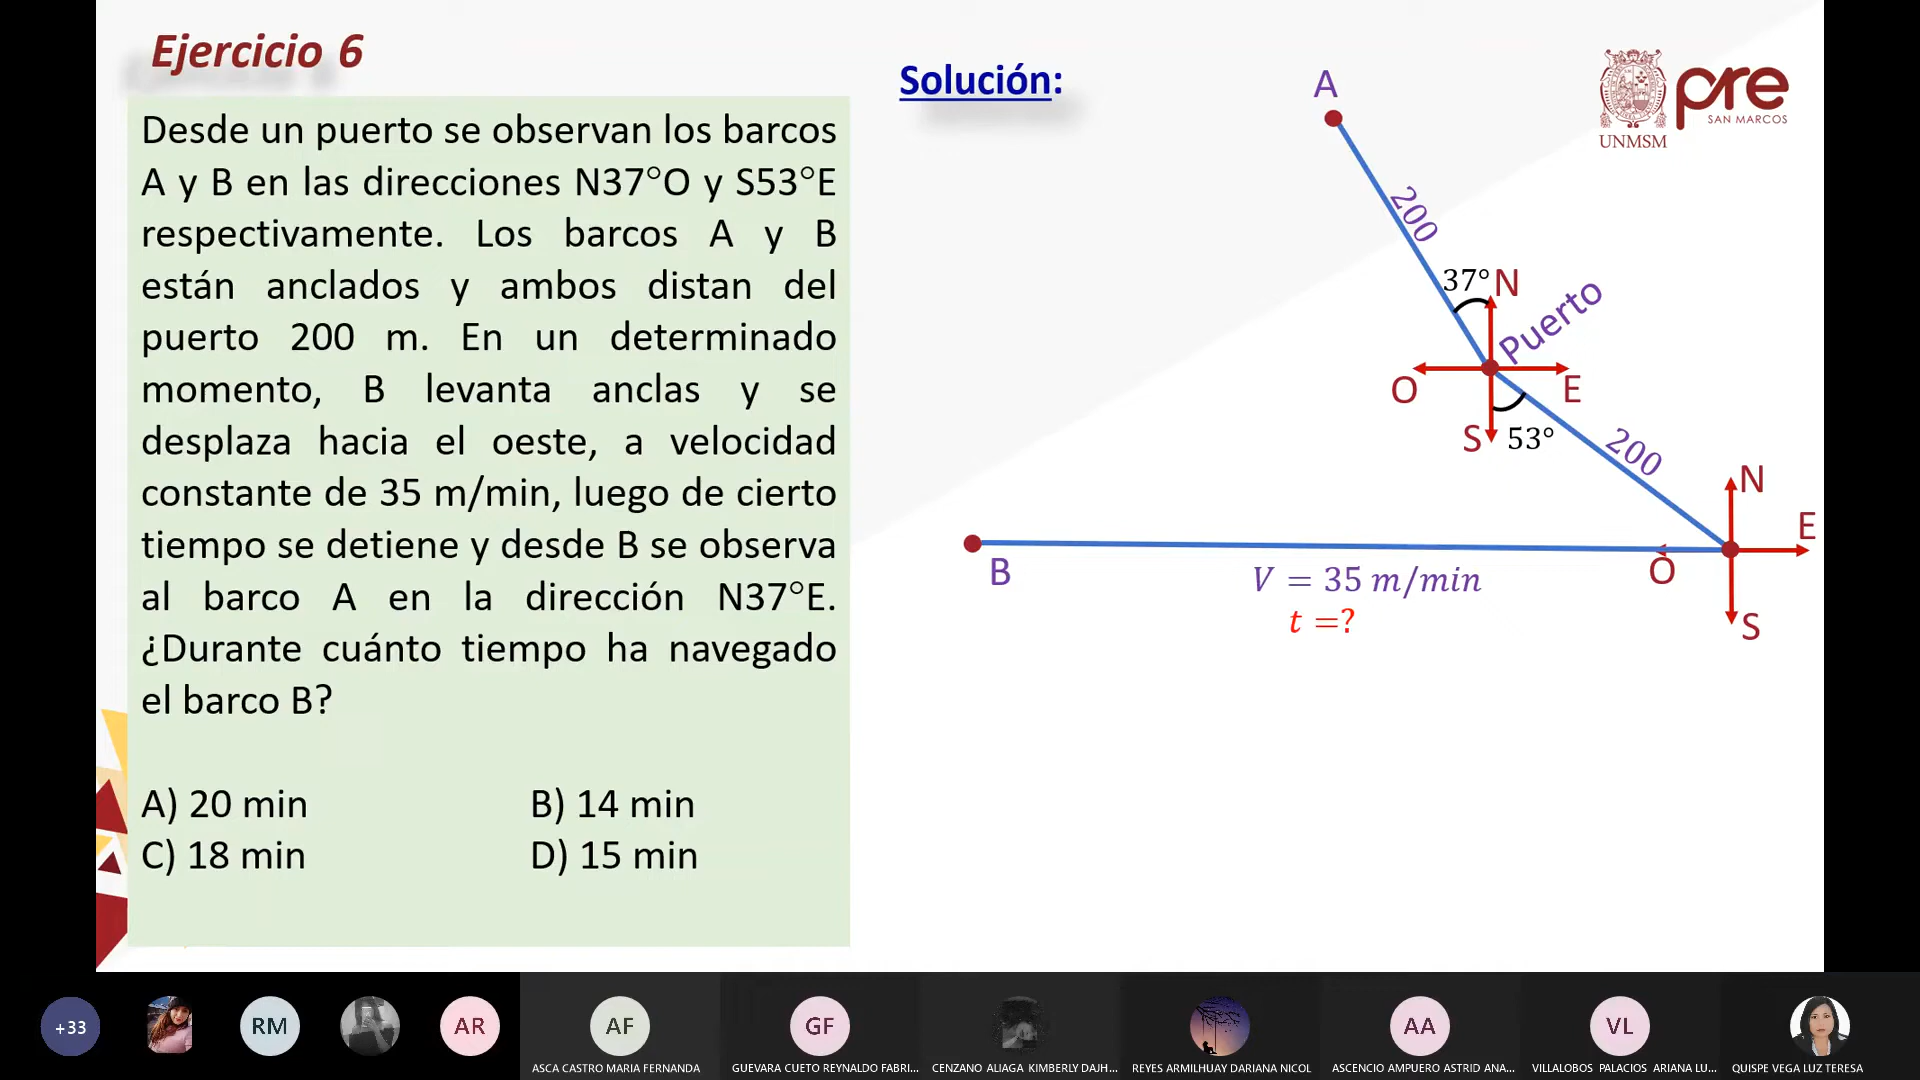 Ejercicio 6
Desde un puerto se observan los barcos
A y B en las direcciones N37°O y S53°E
respectivamente. Los barcos A y B
están anclados y ambos distan del
puerto 200 m. En un determinado
momento, B levanta anclas y se
desplaza hacia el oeste, a velocidad
constante de 35 m/min, luego de cierto
tiempo se detiene y desde B se observa
al barco A en la dirección N37°E.
¿Durante cuánto tiempo ha navegado
el barco B?
A) 20 min
B) 14 min
C) 18 min
D) 15 min
Solución:
A
200
37°
N
Puerto
O
E
S
53°
200
N
E
O
S
B
V = 35 m/min
t =?
UNMSM
pre
SAN MARCOS
+33
RM
AR
AF
GF
AA
VL
ASCA CASTRO MARIA FERNANDA
GUEVARA CUETO REYNALDO FABRI...
CENZANO ALIAGA KIMBERLY DAJH...
REYES ARMILHUAY DARIANA NICOL
ASCENCIO AMPUERO ASTRID ANA...
VILLALOBOS PALACIOS ARIANA LU...
QUISPE VEGA LUZ TERESA